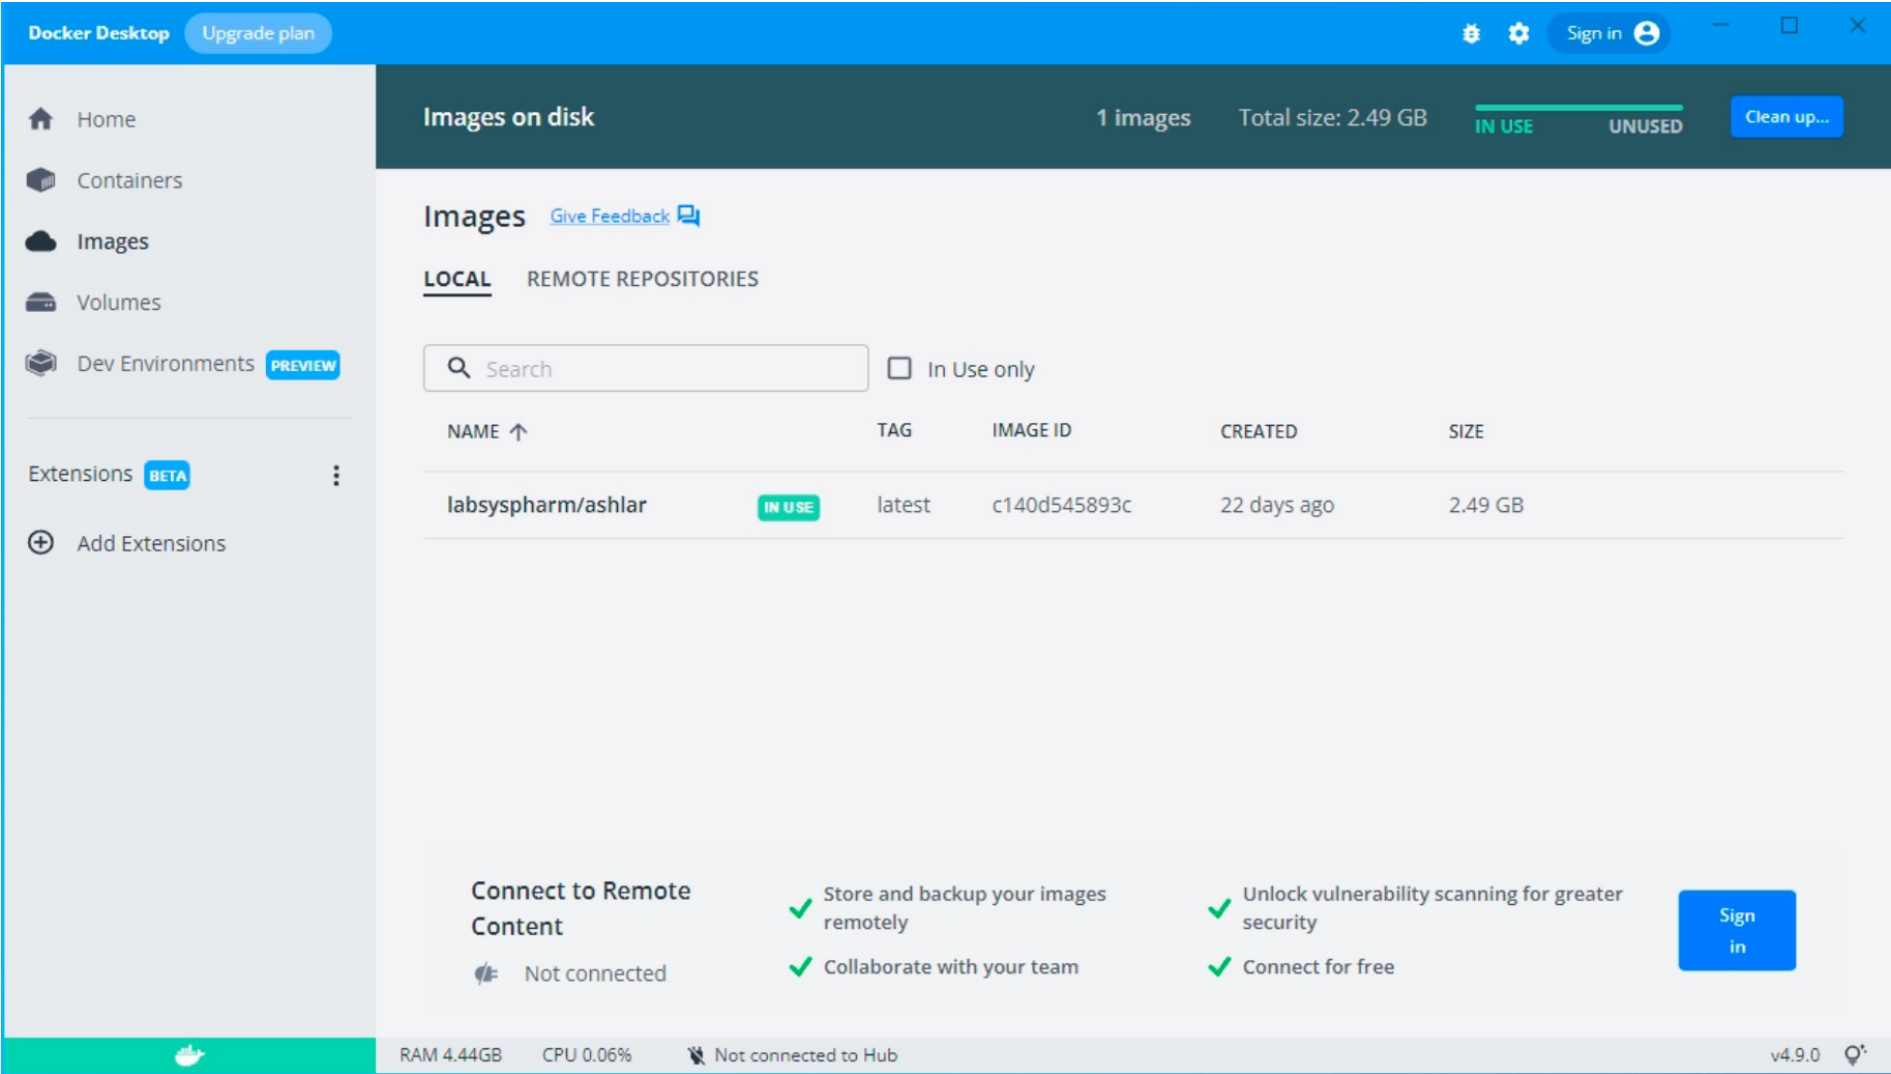 Docker Desktop Upgrade plan Sign in
Home
Containers
Images
Volumes
Dev Environments PREVIEW
Extensions BETA
Add Extensions
Images on disk 1 images Total size: 2.49 GB IN USE UNUSED Clean up...
Images Give Feedback
LOCAL REMOTE REPOSITORIES
Search In Use only
NAME TAG IMAGE ID CREATED SIZE
labsyspharm/ashlar IN USE latest c140d545893c 22 days ago 2.49 GB
Connect to Remote
Content
Not connected
Store and backup your images
remotely
Collaborate with your team
Unlock vulnerability scanning for greater
security
Connect for free
Sign
in
RAM 4.44GB CPU 0.06% Not connected to Hub v4.9.0